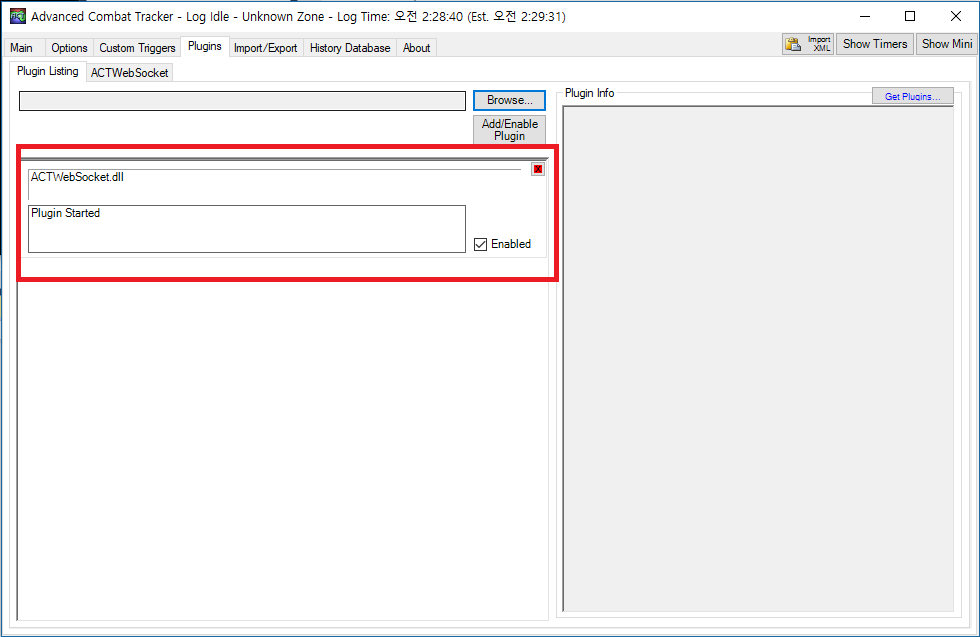 Advanced Combat Tracker - Log Idle - Unknown Zone - Log Time: 오전 2:28:40 (Est. 오전 2:29:31)
Main Options Custom Triggers Plugins Import/Export History Database About
Import
XML
Show Timers
Show Mini
Plugin Listing ACTWebSocket
Browse...
Add/Enable
Plugin
ACTWebSocket.dll
Plugin Started
Enabled
Plugin Info
Get Plugins...